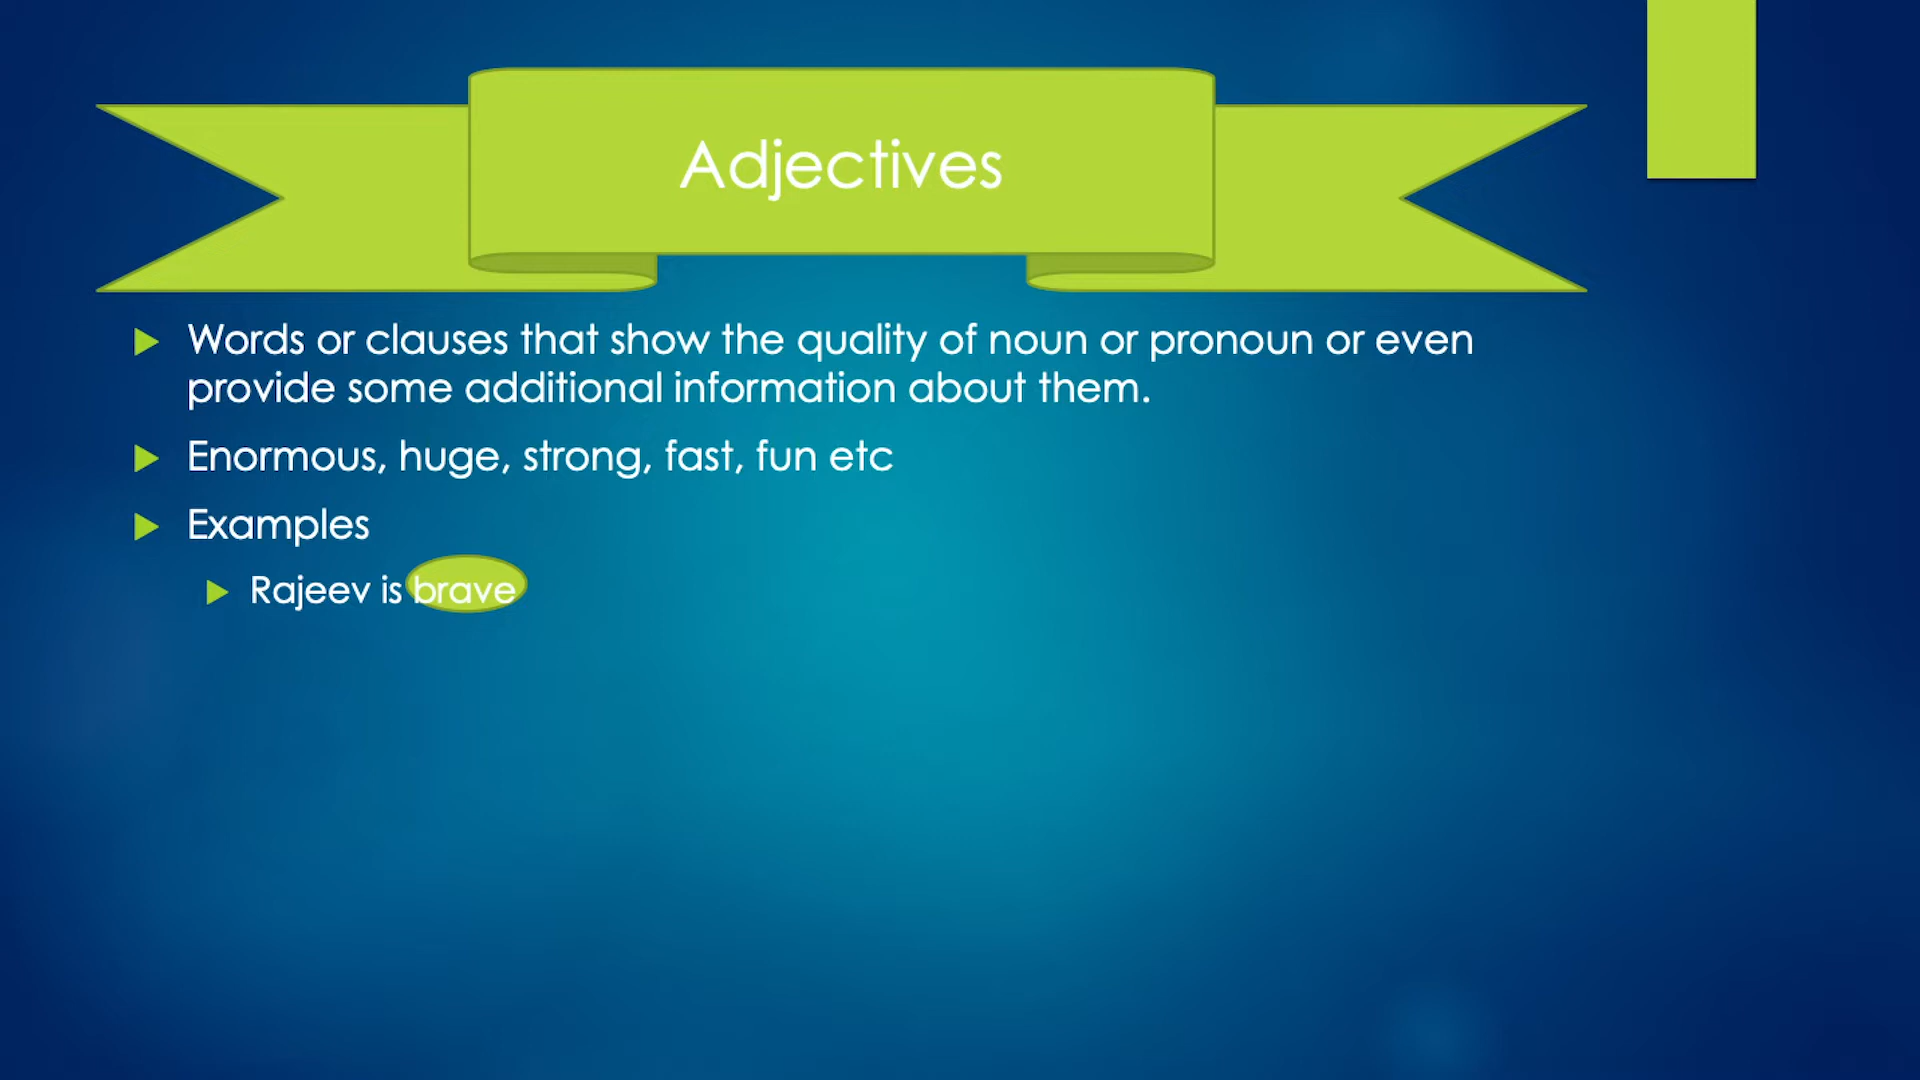 Adjectives
Words or clauses that show the quality of noun or pronoun or even
provide some additional information about them.
Enormous, huge, strong, fast, fun etc
Examples
Rajeev is brave